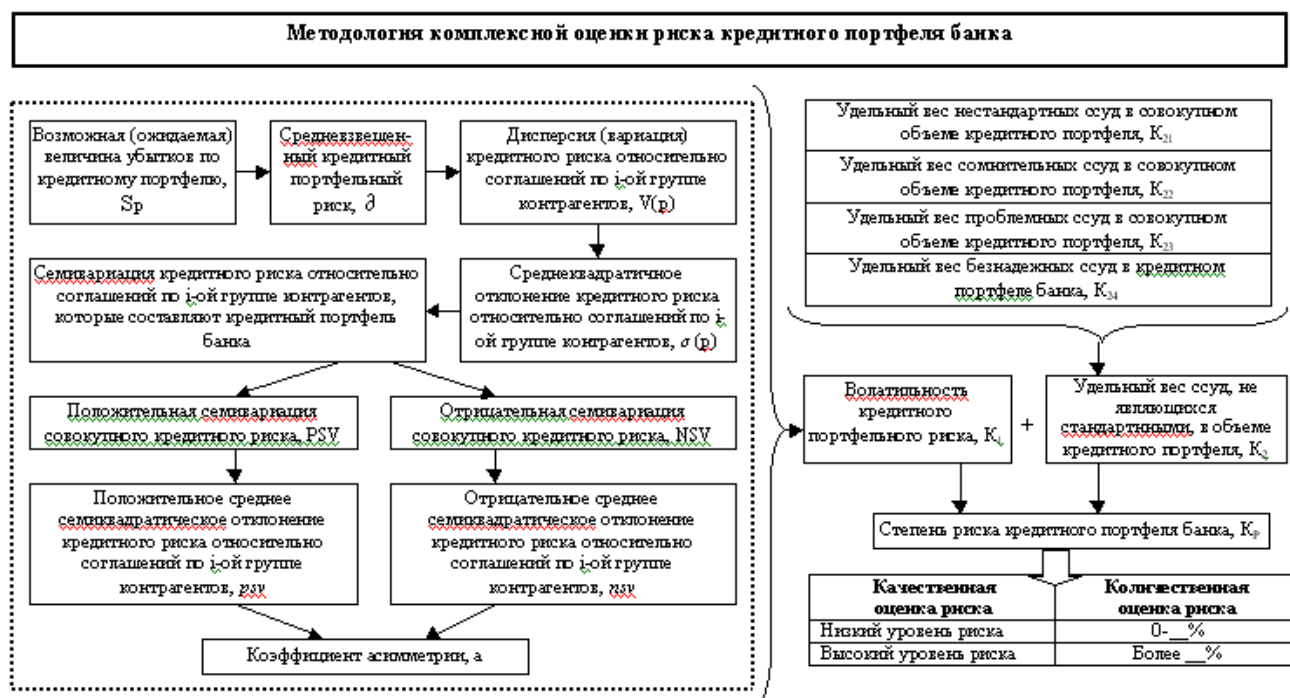 Методология комплексной оценки риска кредитного портфеля банка
Возможная (ожидаемая)
величина убытков по
кредитному портфелю,
Sp
Средневзвешен-
ный кредитный
портфельный
риск, ∂
Дисперсия (вариация)
кредитного риска относительно
соглашений по i-ой группе
контрагентов, V(p)
Семивариация кредитного риска относительно
соглашений по i-ой группе контрагентов,
которые составляют кредитный портфель
банка
Среднеквадратичное
отклонение кредитного риска
относительно соглашений по i-
ой группе контрагентов, σ (p)
Положительная семивариация
совокупного кредитного риска, PSV
Отрицательная семивариация
совокупного кредитного риска, NSV
Положительное среднее
семиквадратическое отклонение
кредитного риска относительно
соглашений по i-ой группе
контрагентов, psv
Отрицательное среднее
семиквадратическое отклонение
кредитного риска относительно
соглашений по i-ой группе
контрагентов, nsv
Коэффициент асимметрии, a
Удельный вес нестандартных ссуд в совокупном
объеме кредитного портфеля, К21
Удельный вес сомнительных ссуд в совокупном
объеме кредитного портфеля, К22
Удельный вес проблемных ссуд в совокупном
объеме кредитного портфеля, К23
Удельный вес безнадежных ссуд в кредитном
портфеле банка, К24
Волатильность
кредитного
портфельного риска, К1
+
Удельный вес ссуд, не
являющихся
стандартнными, в объеме
кредитного портфеля, К2
Степень риска кредитного портфеля банка, КР
Качественная
оценка риска
Количественная
оценка риска
Низкий уровень риска 0-__%
Высокий уровень риска Более __%